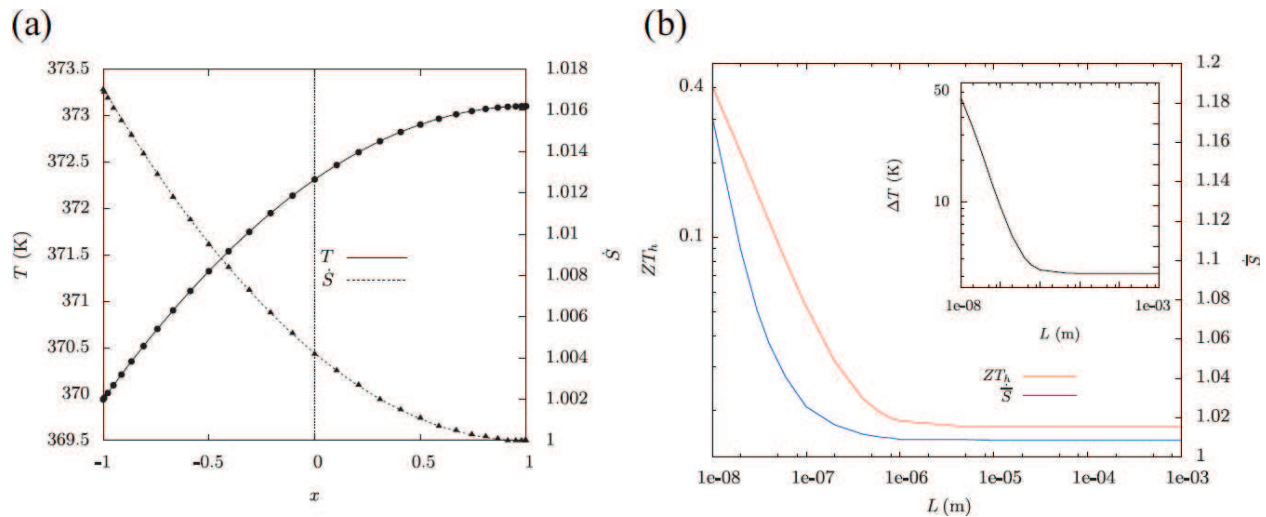 (a)
373.5
373
372.5
372
371.5
371
370.5
370
369.5
T (K)
-1
-0.5
0
0.5
1
x
T
Ṡ
1.018
1.016
1.014
1.012
1.01
1.008
1.006
1.004
1.002
1
Ṡ
(b)
0.4
0.1
ZTₕ
1e-08
1e-07
1e-06
1e-05
1e-04
1e-03
L (m)
50
10
ΔT (K)
1e-08
1e-03
L (m)
ZTₕ
S̅̇
1.2
1.18
1.16
1.14
1.12
1.1
1.08
1.06
1.04
1.02
1
S̅̇